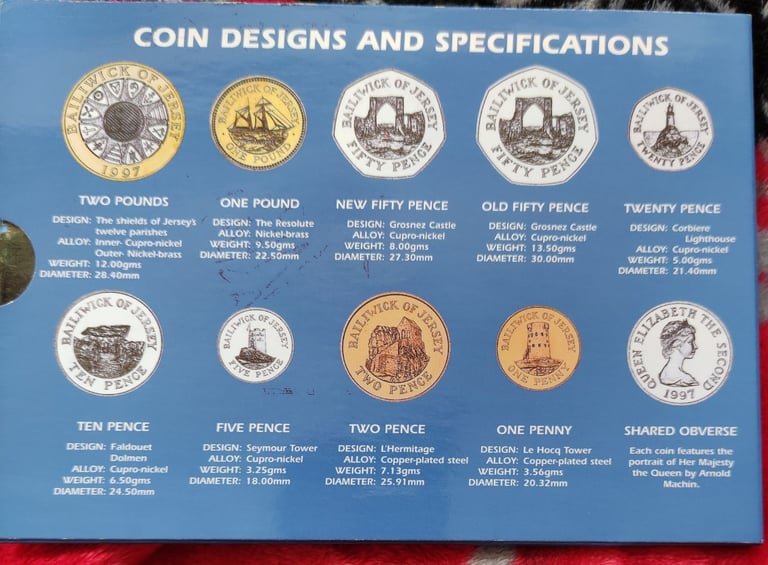 COIN DESIGNS AND SPECIFICATIONS
BAILIWICK OF JERSEY
1997
BAILIWICK OF JERSEY
ONE POUND
BAILIWICK OF JERSEY
FIFTY PENCE
BAILIWICK OF JERSEY
FIFTY PENCE
BAILIWICK OF JERSEY
TWENTY PENCE
TWO POUNDS
DESIGN: The shields of Jersey's
twelve parishes
ALLOY: Inner- Cupro-nickel
Outer- Nickel-brass
WEIGHT: 12.00gms
DIAMETER: 28.40mm
ONE POUND
DESIGN: The Resolute
ALLOY: Nickel-brass
WEIGHT: 9.50gms
DIAMETER: 22.50mm
NEW FIFTY PENCE
DESIGN: Grosnez Castle
ALLOY: Cupro-nickel
WEIGHT: 8.00gms
DIAMETER: 27.30mm
OLD FIFTY PENCE
DESIGN: Grosnez Castle
ALLOY: Cupro-nickel
WEIGHT: 13.50gms
DIAMETER: 30.00mm
TWENTY PENCE
DESIGN: Corbiere
Lighthouse
ALLOY: Cupro-nickel
WEIGHT: 5.00gms
DIAMETER: 21.40mm
BAILIWICK OF JERSEY
TEN PENCE
BAILIWICK OF JERSEY
FIVE PENCE
BAILIWICK OF JERSEY
TWO PENCE
BAILIWICK OF JERSEY
ONE PENNY
QUEEN ELIZABETH THE SECOND
1997
TEN PENCE
DESIGN: Faldouet
Dolmen
ALLOY: Cupro-nickel
WEIGHT: 6.50gms
DIAMETER: 24.50mm
FIVE PENCE
DESIGN: Seymour Tower
ALLOY: Cupro-nickel
WEIGHT: 3.25gms
DIAMETER: 18.00mm
TWO PENCE
DESIGN: L'Hermitage
ALLOY: Copper-plated steel
WEIGHT: 7.13gms
DIAMETER: 25.91mm
ONE PENNY
DESIGN: Le Hocq Tower
ALLOY: Copper-plated steel
WEIGHT: 3.56gms
DIAMETER: 20.32mm
SHARED OBVERSE
Each coin features the
portrait of Her Majesty
the Queen by Arnold
Machin.